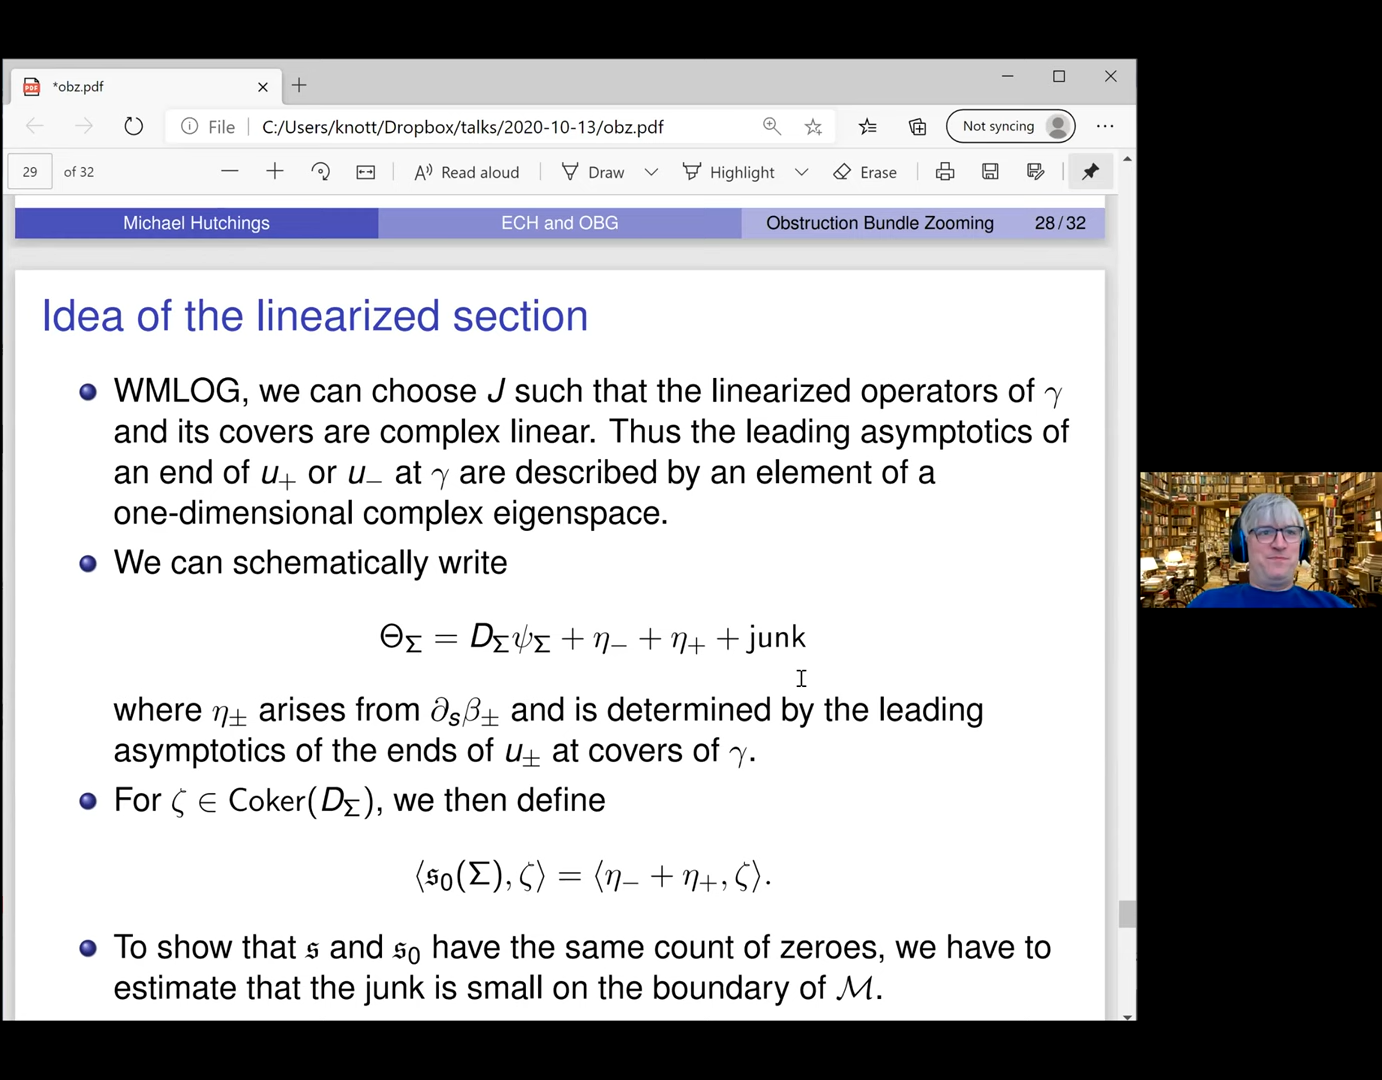 *obz.pdf
File C:/Users/knott/Dropbox/talks/2020-10-13/obz.pdf Not syncing
29 of 32 Read aloud Draw Highlight Erase
Michael Hutchings ECH and OBG Obstruction Bundle Zooming 28/32
Idea of the linearized section
WMLOG, we can choose J such that the linearized operators of γ
and its covers are complex linear. Thus the leading asymptotics of
an end of u₊ or u₋ at γ are described by an element of a
one-dimensional complex eigenspace.
We can schematically write
Θ_Σ = D_Σψ_Σ + η₋ + η₊ + junk
where η± arises from ∂ₛβ± and is determined by the leading
asymptotics of the ends of u± at covers of γ.
For ζ ∈ Coker(D_Σ), we then define
⟨𝔰₀(Σ), ζ⟩ = ⟨η₋ + η₊, ζ⟩.
To show that 𝔰 and 𝔰₀ have the same count of zeroes, we have to
estimate that the junk is small on the boundary of ℳ.